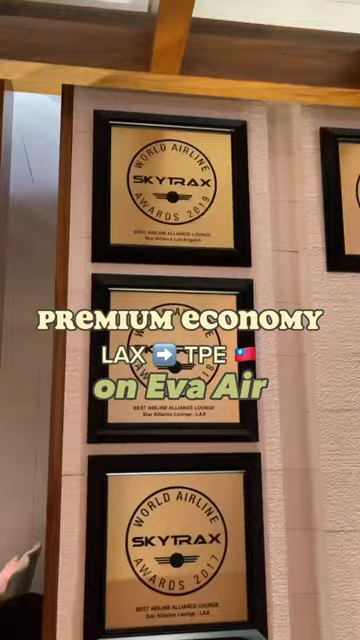 WORLD AIRLINE
SKYTRAX
AWARDS 2019
BEST AIRLINE ALLIANCE LOUNGE
Star Alliance Los Angeles
PREMIUM ECONOMY
LAX ➡️ TPE 🇹🇼
on Eva Air
BEST AIRLINE ALLIANCE LOUNGE
Star Alliance Lounge - LAX
WORLD AIRLINE
SKYTRAX
AWARDS 2017
BEST AIRLINE ALLIANCE LOUNGE
Star Alliance Lounge - LAX